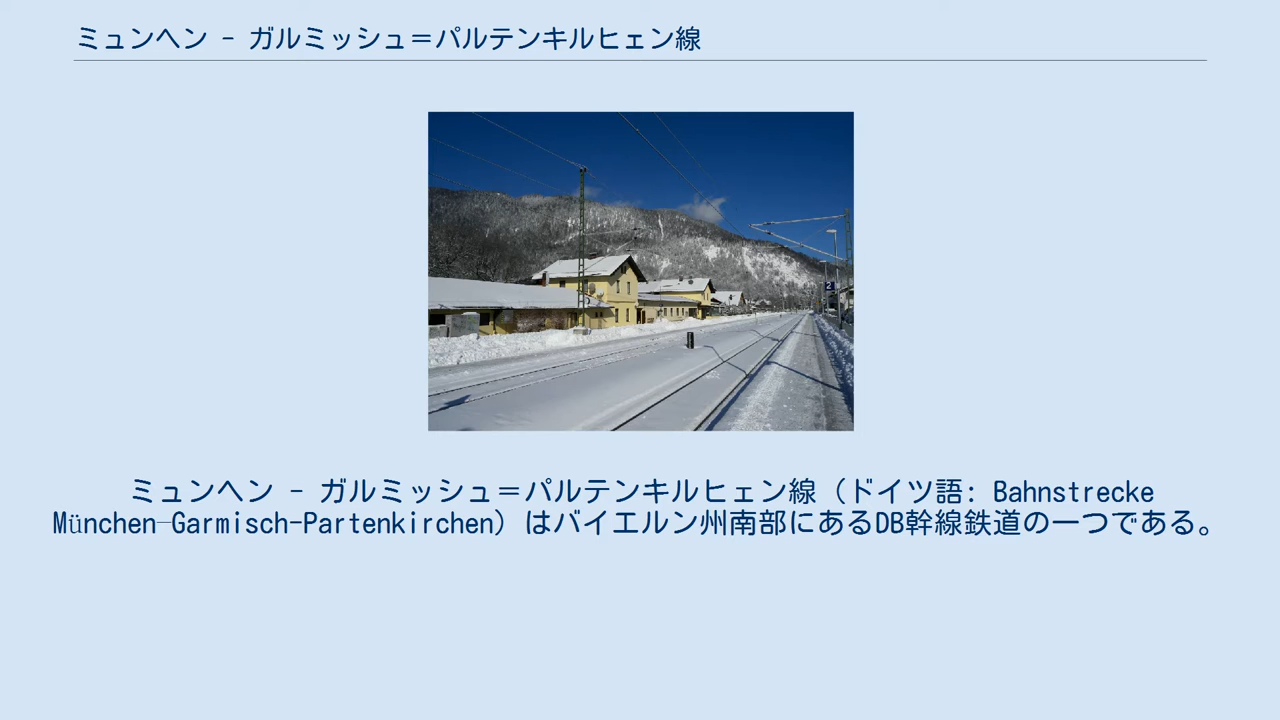 ミュンヘン - ガルミッシュ＝パルテンキルヒェン線
2
ミュンヘン - ガルミッシュ＝パルテンキルヒェン線（ドイツ語: Bahnstrecke
München–Garmisch-Partenkirchen）はバイエルン州南部にあるDB幹線鉄道の一つである。